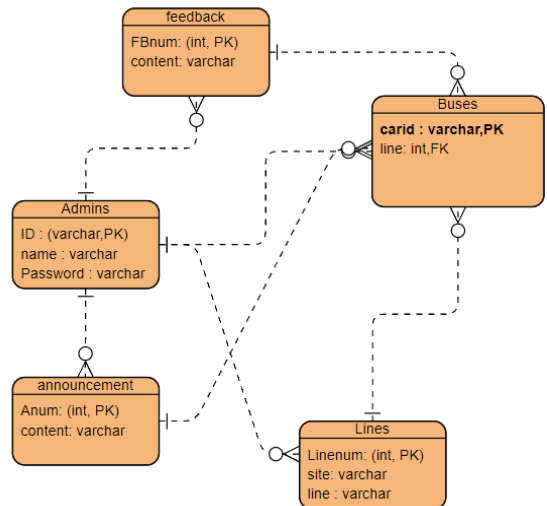 feedback
FBnum: (int, PK)
content: varchar
Buses
carid : varchar,PK
line: int,FK
Admins
ID : (varchar,PK)
name : varchar
Password : varchar
announcement
Anum: (int, PK)
content: varchar
Lines
Linenum: (int, PK)
site: varchar
line : varchar